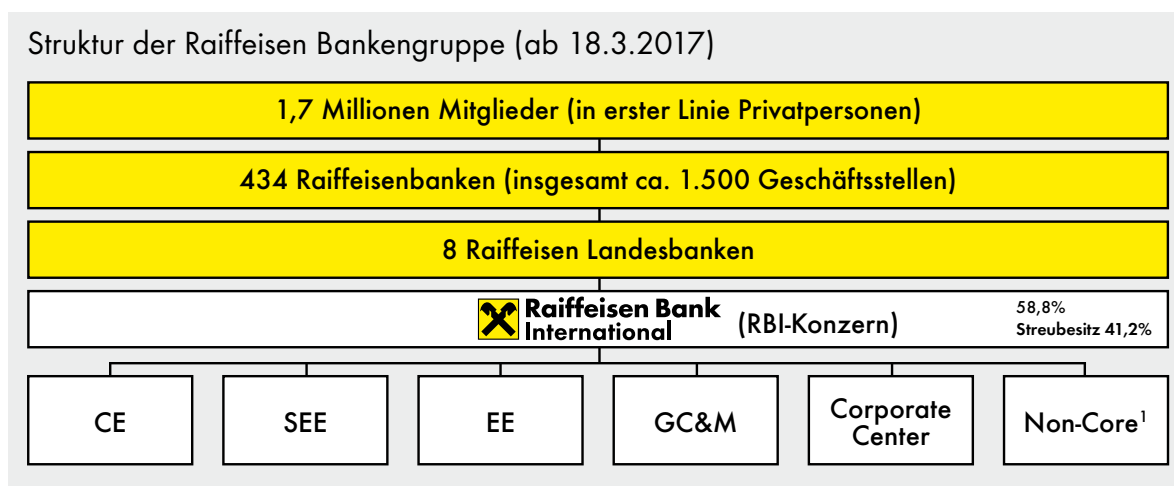 Struktur der Raiffeisen Bankengruppe (ab 18.3.2017)
1,7 Millionen Mitglieder (in erster Linie Privatpersonen)
434 Raiffeisenbanken (insgesamt ca. 1.500 Geschäftsstellen)
8 Raiffeisen Landesbanken
Raiffeisen Bank
International
(RBI-Konzern)
58,8%
Streubesitz 41,2%
CE
SEE
EE
GC&M
Corporate
Center
Non-Core¹